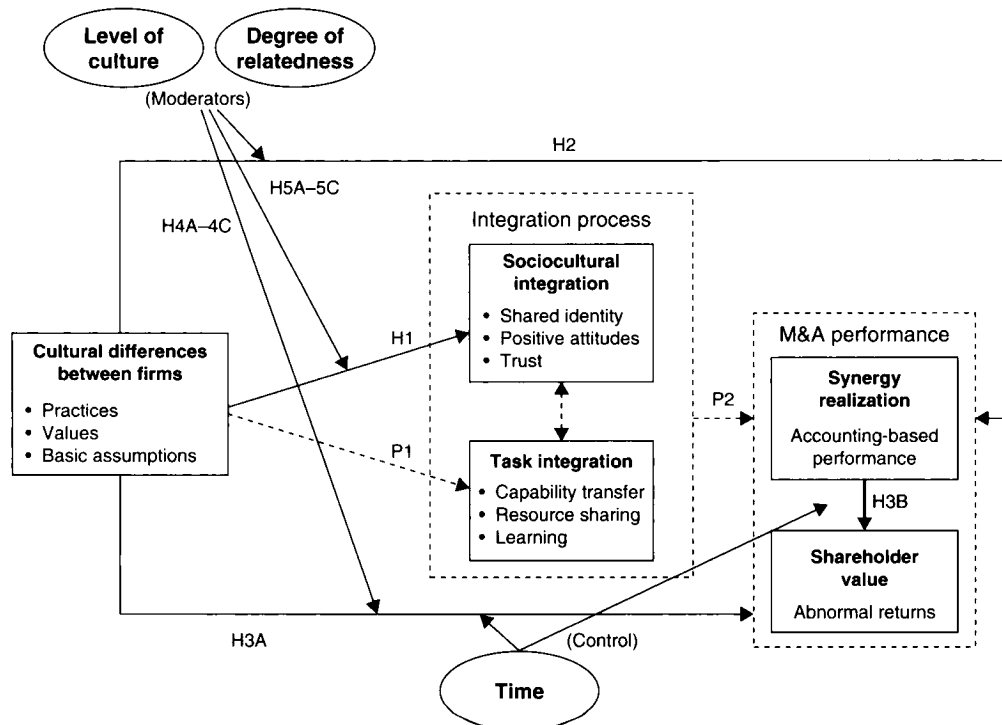 Level of
culture
Degree of
relatedness
(Moderators)
H2
H5A–5C
H4A–4C
Integration process
Sociocultural
integration
• Shared identity
• Positive attitudes
• Trust
H1
Cultural differences
between firms
• Practices
• Values
• Basic assumptions
P1
Task integration
• Capability transfer
• Resource sharing
• Learning
P2
M&A performance
Synergy
realization
Accounting-based
performance
H3B
Shareholder
value
Abnormal returns
H3A
(Control)
Time